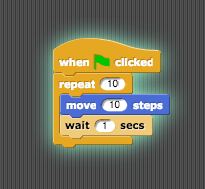 when clicked
repeat 10
move 10 steps
wait 1 secs